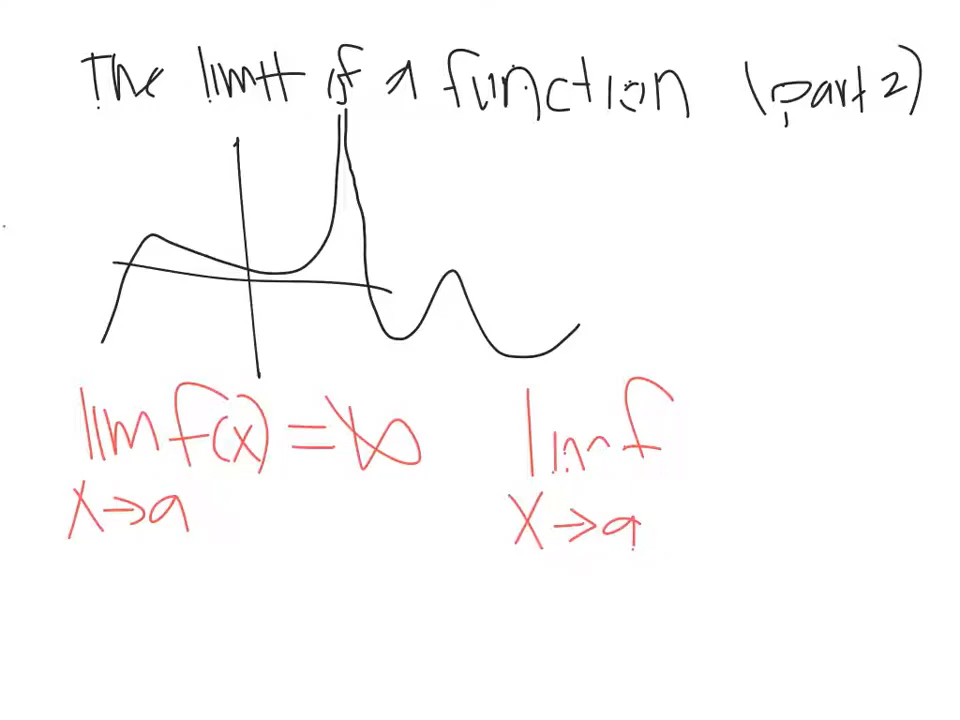 The limit of a function (part 2)
lim f(x) = ∞ lim f
x→a x→a